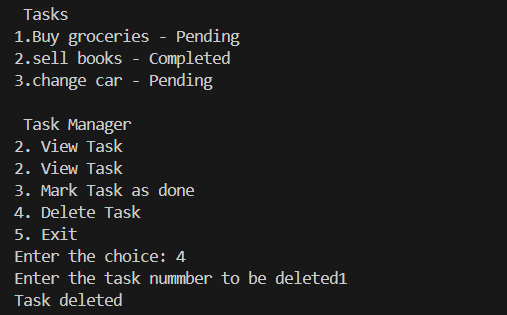 Tasks
1.Buy groceries - Pending
2.sell books - Completed
3.change car - Pending
Task Manager
2. View Task
2. View Task
3. Mark Task as done
4. Delete Task
5. Exit
Enter the choice: 4
Enter the task nummber to be deleted1
Task deleted